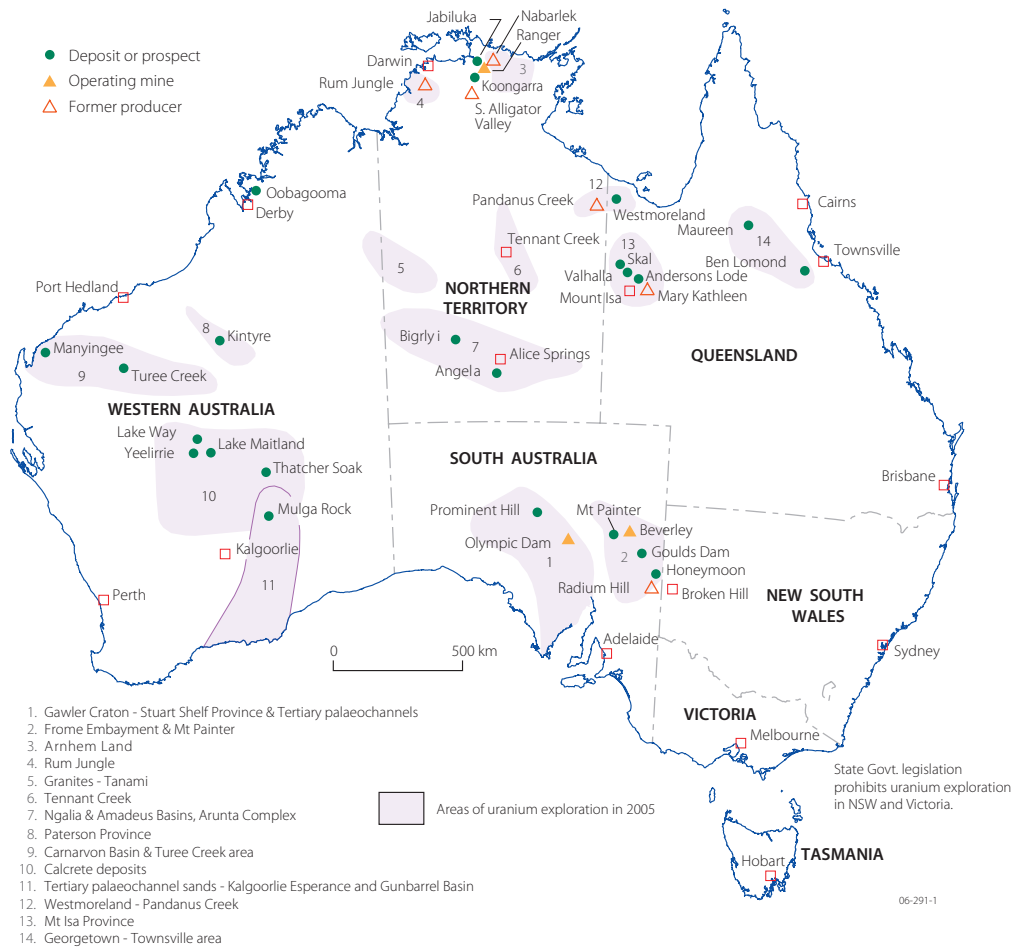 Deposit or prospect
Operating mine
Former producer
Jabiluka
Nabarlek
Ranger
Darwin
Rum Jungle
3
4
Koongarra
S. Alligator
Valley
Oobagooma
Derby
12
Pandanus Creek
Westmoreland
Cairns
Maureen
14
Townsville
Ben Lomond
Tennant Creek
6
5
13
Skal
Valhalla
Andersons Lode
Mount Isa
Mary Kathleen
Port Hedland
NORTHERN
TERRITORY
8
Kintyre
Bigrlyi
7
Alice Springs
Angela
QUEENSLAND
Manyingee
9
Turee Creek
WESTERN AUSTRALIA
Lake Way
Yeelirrie
Lake Maitland
Thatcher Soak
10
Mulga Rock
Kalgoorlie
11
Perth
SOUTH AUSTRALIA
Prominent Hill
Olympic Dam
1
Mt Painter
Beverley
2
Goulds Dam
Honeymoon
Radium Hill
Broken Hill
Brisbane
NEW SOUTH
WALES
Adelaide
Sydney
0
500 km
VICTORIA
Melbourne
State Govt. legislation
prohibits uranium exploration
in NSW and Victoria.
Hobart
TASMANIA
06-291-1
1. Gawler Craton - Stuart Shelf Province & Tertiary palaeochannels
2. Frome Embayment & Mt Painter
3. Arnhem Land
4. Rum Jungle
5. Granites - Tanami
6. Tennant Creek
7. Ngalia & Amadeus Basins, Arunta Complex
8. Paterson Province
9. Carnarvon Basin & Turee Creek area
10. Calcrete deposits
11. Tertiary palaeochannel sands - Kalgoorlie Esperance and Gunbarrel Basin
12. Westmoreland - Pandanus Creek
13. Mt Isa Province
14. Georgetown - Townsville area
Areas of uranium exploration in 2005